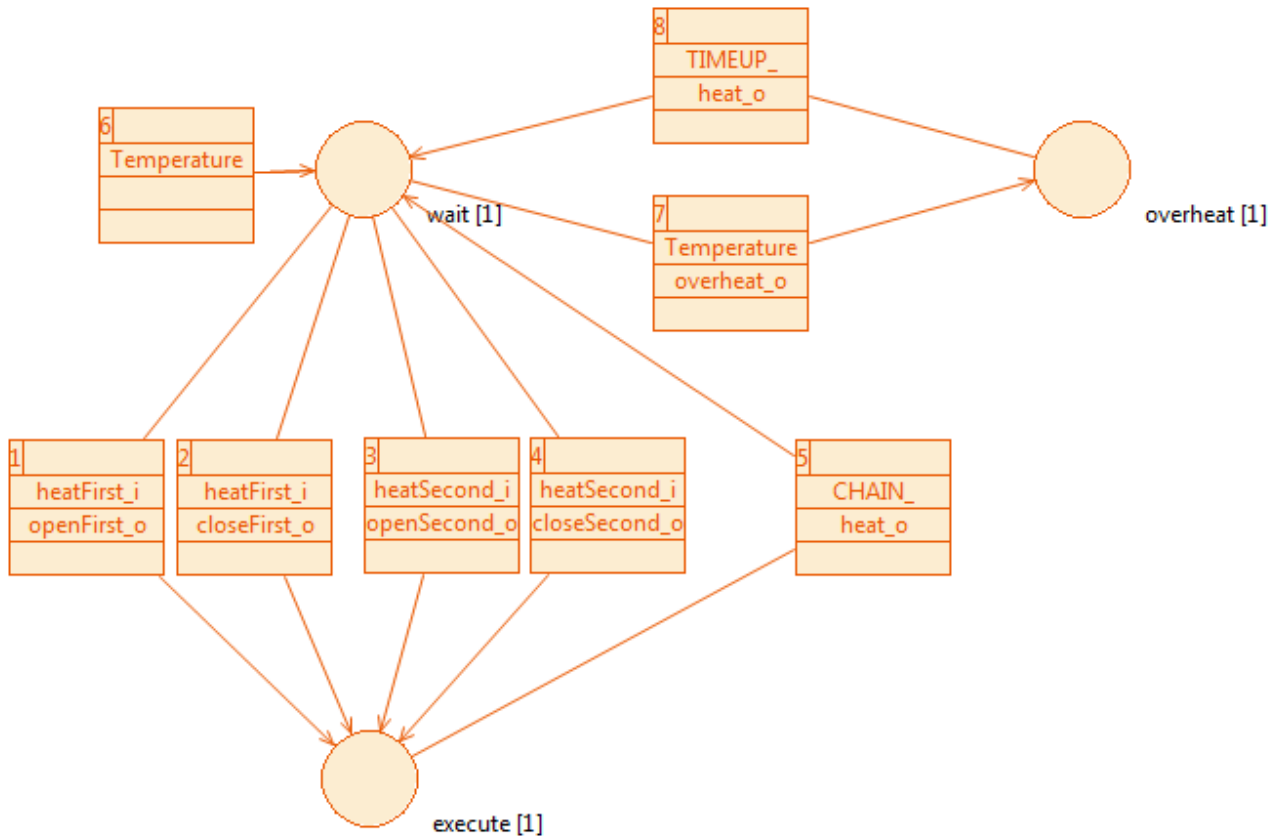 8
TIMEUP_
heat_o
6
Temperature
wait [1]
overheat [1]
7
Temperature
overheat_o
1
heatFirst_i
openFirst_o
2
heatFirst_i
closeFirst_o
3
heatSecond_i
openSecond_o
4
heatSecond_i
closeSecond_o
5
CHAIN_
heat_o
execute [1]